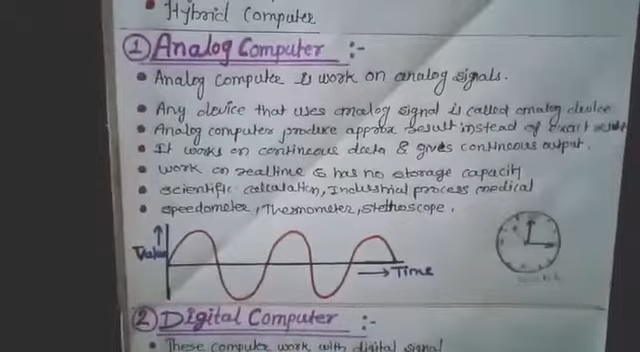 • Hybrid Computer
① Analog Computer :-
• Analog computer is work on analog signals.
• Any device that uses analog signal is called analog device
• Analog computer produce approx result instead of exact
• It works on contineous data & gives contineous output.
• work on realtime & has no storage capacity
• scientific calculation, Industrial process medical
• speedometer, Thermometer, Stethoscope.
Value
→ Time
② Digital Computer :-
• These computer work with digital signal